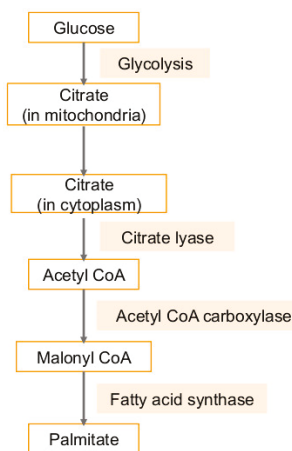 Glucose
Glycolysis
Citrate
(in mitochondria)
Citrate
(in cytoplasm)
Citrate lyase
Acetyl CoA
Acetyl CoA carboxylase
Malonyl CoA
Fatty acid synthase
Palmitate